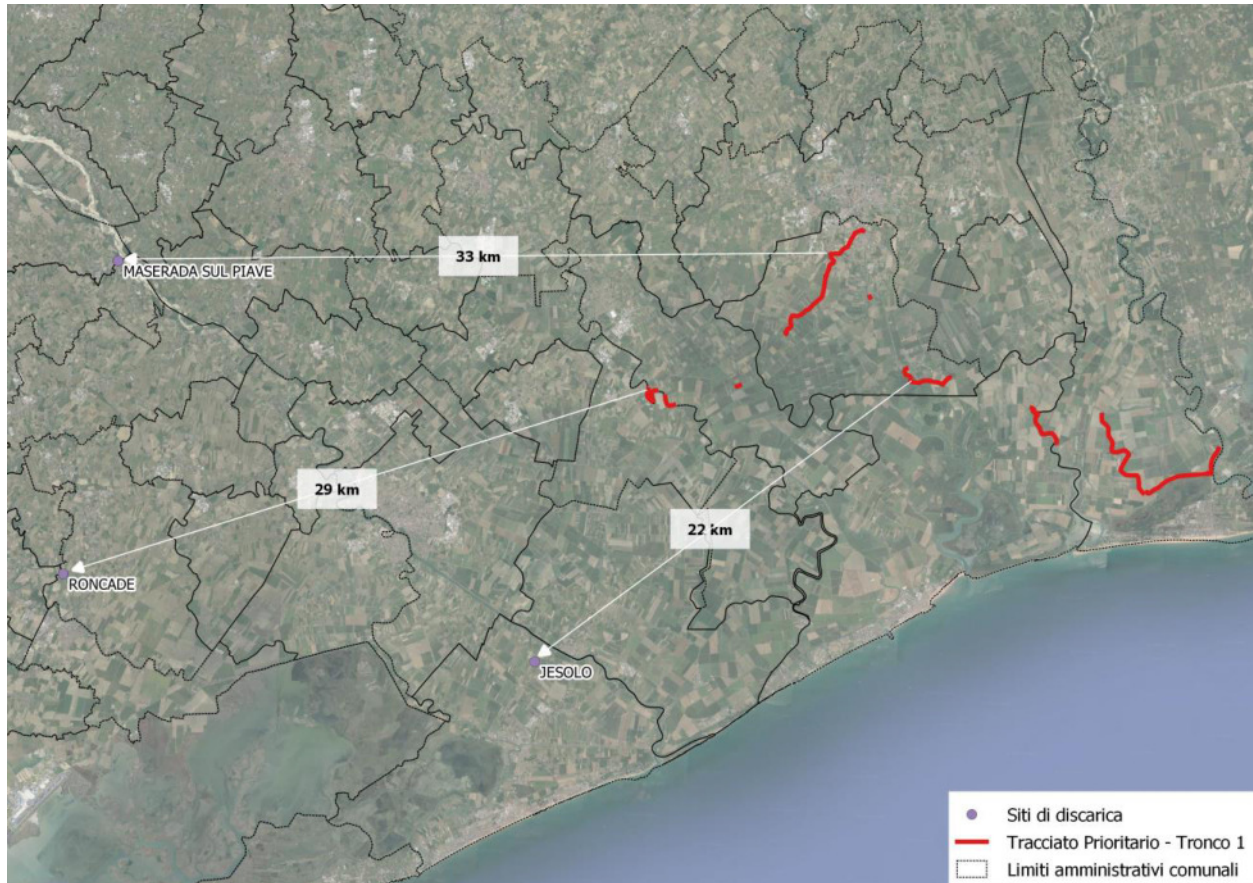 33 km
MASERADA SUL PIAVE
29 km
22 km
RONCADE
JESOLO
Siti di discarica
Tracciato Prioritario - Tronco 1
Limiti amministrativi comunali